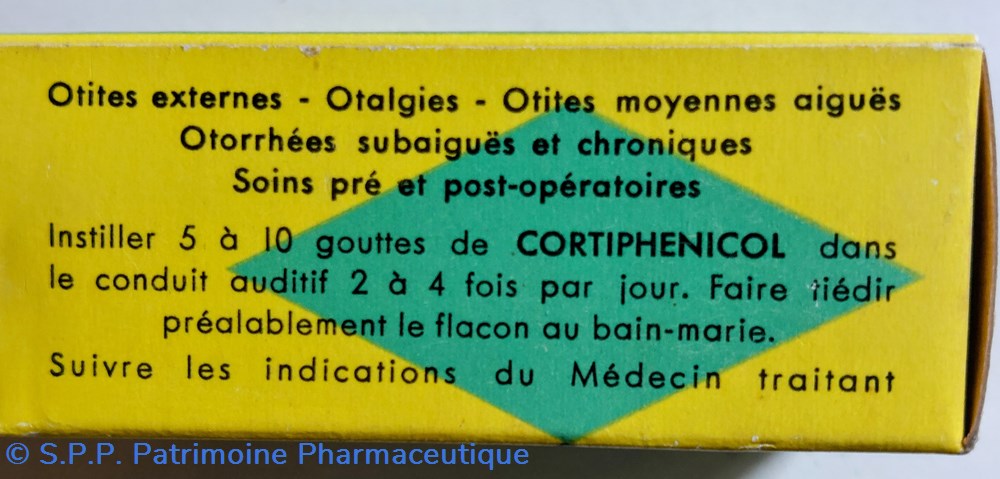 Otites externes - Otalgies - Otites moyennes aiguës
Otorrhées subaiguës et chroniques
Soins pré et post-opératoires
Instiller 5 à 10 gouttes de CORTIPHENICOL dans
le conduit auditif 2 à 4 fois par jour. Faire tiédir
préalablement le flacon au bain-marie.
Suivre les indications du Médecin traitant
© S.P.P. Patrimoine Pharmaceutique